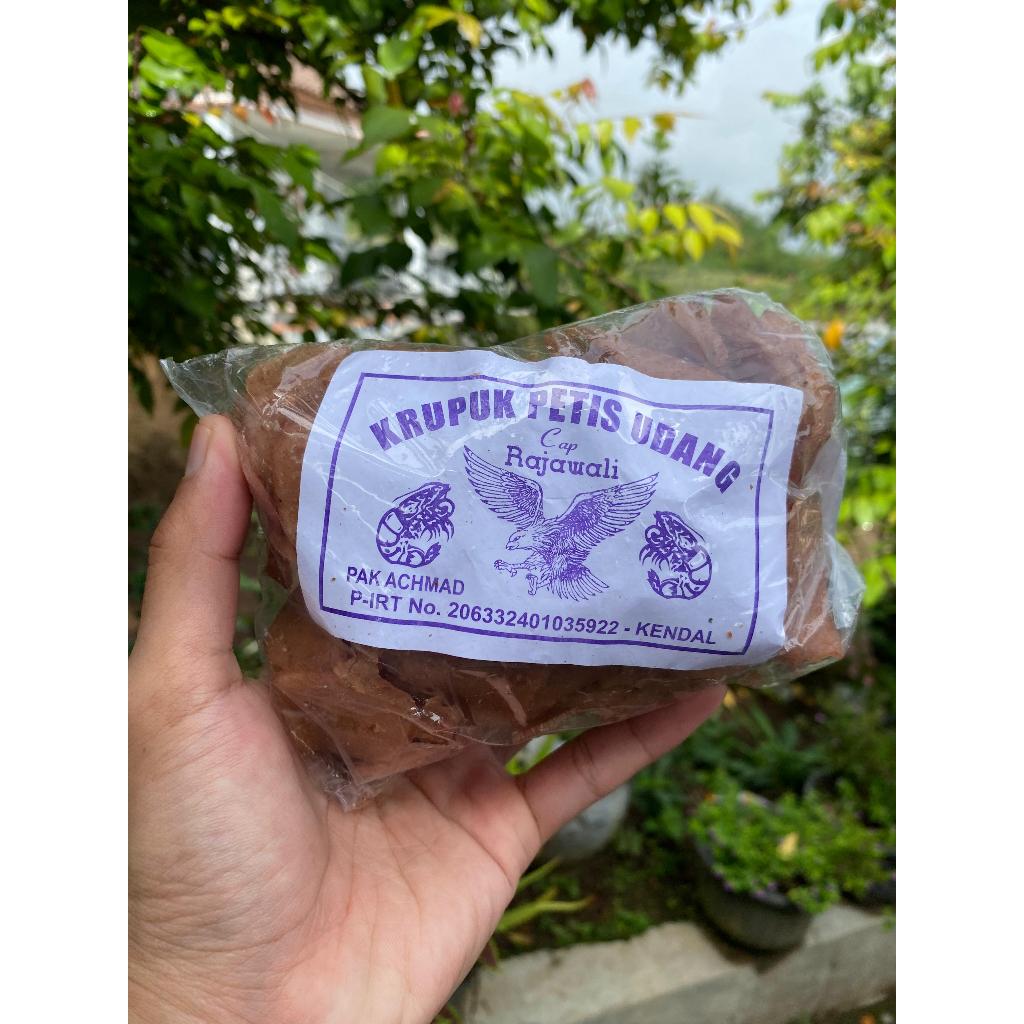 KRUPUK PETIS UDANG
Cap
Rajawali
PAK ACHMAD
P-IRT No. 206332401035922 - KENDAL